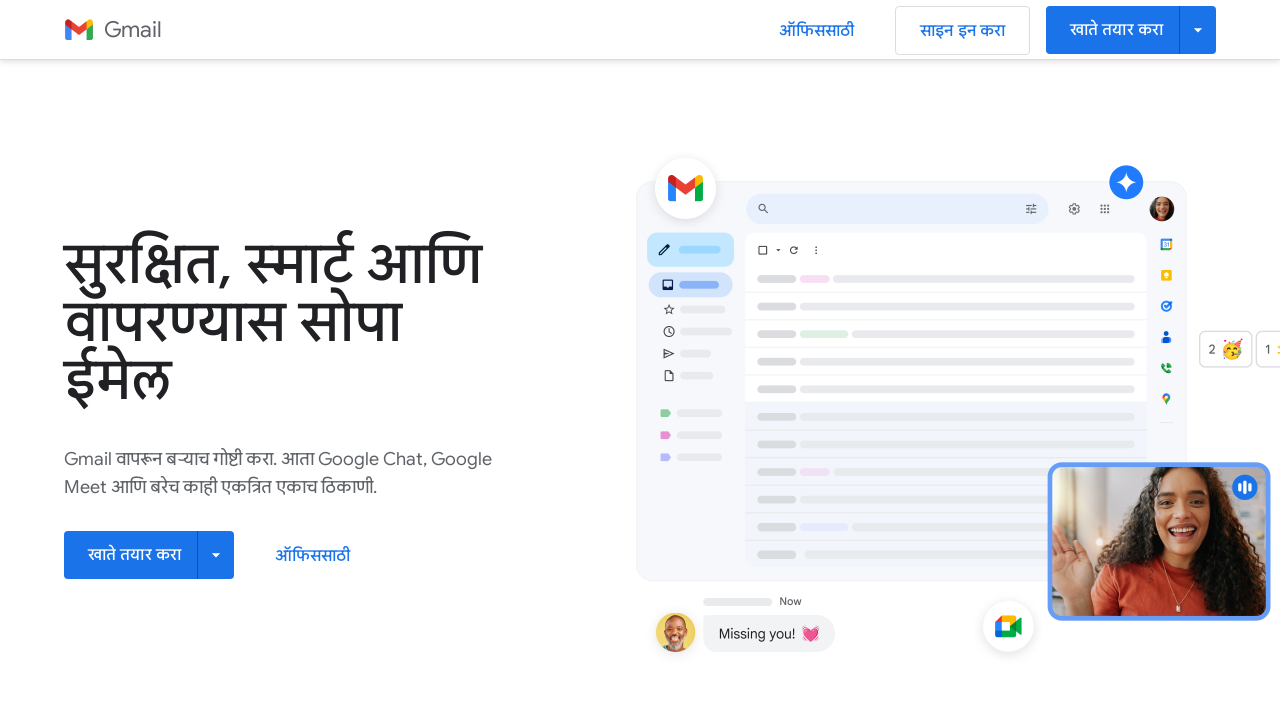 Gmail
ऑफिससाठी
साइन इन करा
खाते तयार करा
सुरक्षित, स्मार्ट आणि
वापरण्यास सोपा
ईमेल
Gmail वापरून बऱ्याच गोष्टी करा. आता Google Chat, Google
Meet आणि बरेच काही एकत्रित एकाच ठिकाणी.
खाते तयार करा
ऑफिससाठी
31
2
1
Now
Missing you!